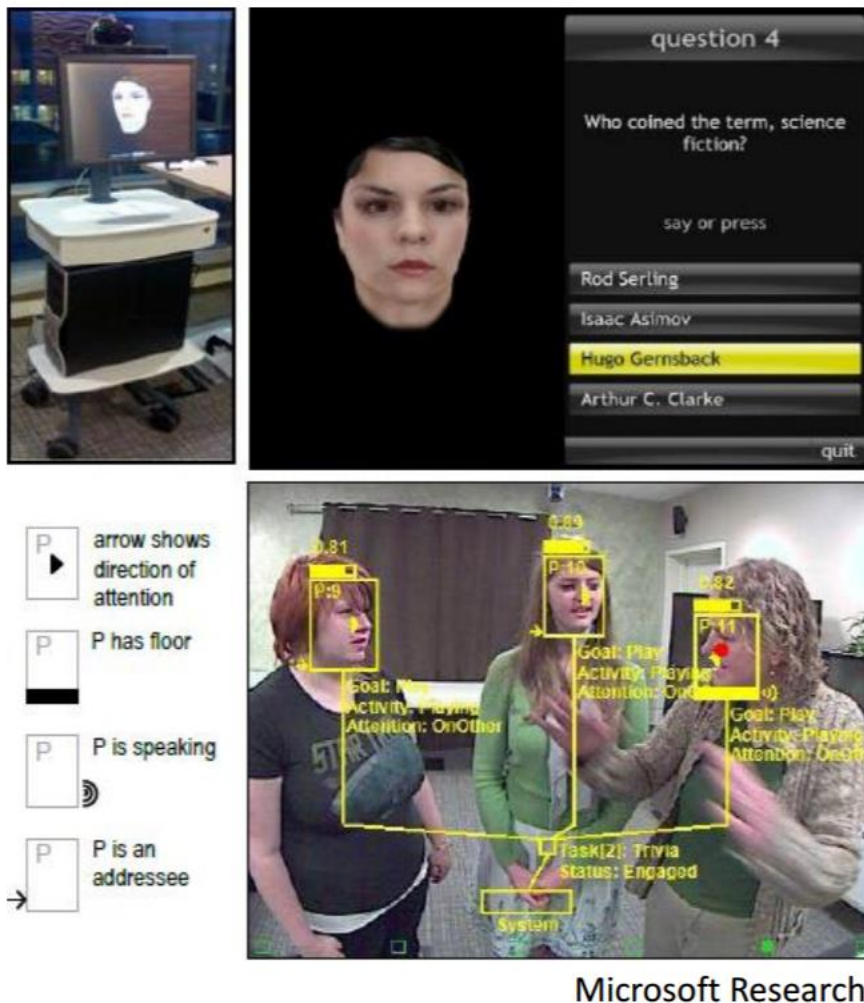 question 4
Who coined the term, science
fiction?
say or press
Rod Serling
Isaac Asimov
Hugo Gernsback
Arthur C. Clarke
quit
P
arrow shows
direction of
attention
P
P has floor
P
P is speaking
P
P is an
addressee
0.81
P:9
Goal: Play
Activity: Playing
Attention: OnOther
0.89
P:10
Goal: Play
Activity: Playing
Attention: OnO
0.82
P:11
Goal: Play
Activity: Playing
Attention: OnOth
Task[2]: Trivia
Status: Engaged
System
Microsoft Research